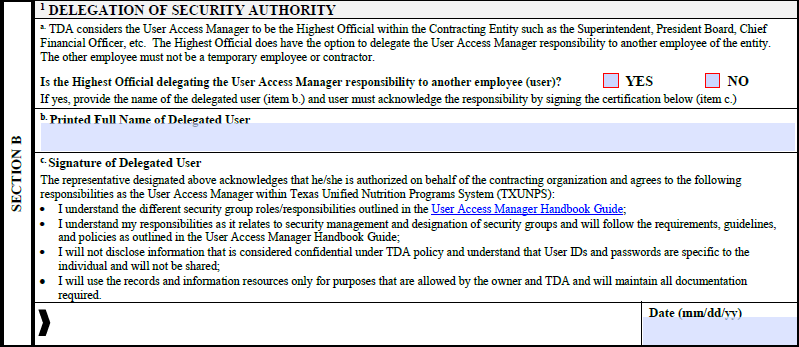 1 DELEGATION OF SECURITY AUTHORITY
a. TDA considers the User Access Manager to be the Highest Official within the Contracting Entity such as the Superintendent, President Board, Chief
Financial Officer, etc.  The Highest Official does have the option to delegate the User Access Manager responsibility to another employee of the entity.
The other employee must not be a temporary employee or contractor.
Is the Highest Official delegating the User Access Manager responsibility to another employee (user)? YES NO
If yes, provide the name of the delegated user (item b.) and user must acknowledge the responsibility by signing the certification below (item c.)
b. Printed Full Name of Delegated User
SECTION B
c. Signature of Delegated User
The representative designated above acknowledges that he/she is authorized on behalf of the contracting organization and agrees to the following
responsibilities as the User Access Manager within Texas Unified Nutrition Programs System (TXUNPS):
• I understand the different security group roles/responsibilities outlined in the User Access Manager Handbook Guide;
• I understand my responsibilities as it relates to security management and designation of security groups and will follow the requirements, guidelines,
and policies as outlined in the User Access Manager Handbook Guide;
• I will not disclose information that is considered confidential under TDA policy and understand that User IDs and passwords are specific to the
individual and will not be shared;
• I will use the records and information resources only for purposes that are allowed by the owner and TDA and will maintain all documentation
required.
Date (mm/dd/yy)